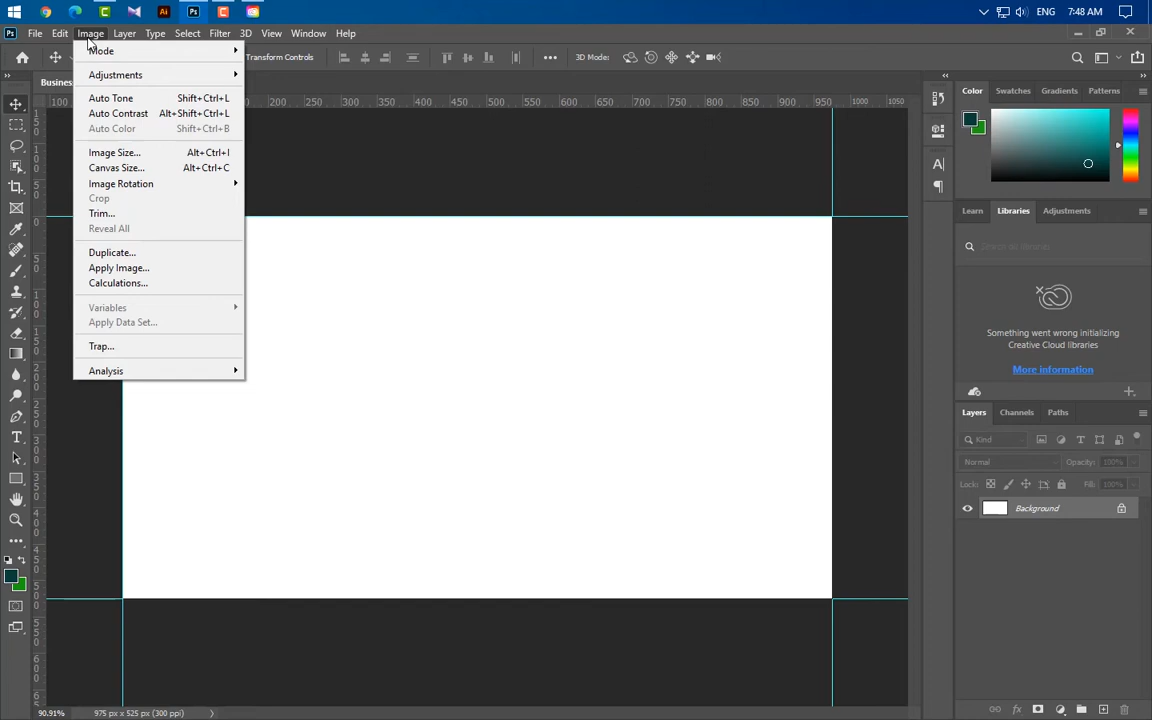 ENG 7:48 AM
Ps File Edit Image Layer Type Select Filter 3D View Window Help
Transform Controls 3D Mode:
Mode
Adjustments
Auto Tone Shift+Ctrl+L
Auto Contrast Alt+Shift+Ctrl+L
Auto Color Shift+Ctrl+B
Image Size... Alt+Ctrl+I
Canvas Size... Alt+Ctrl+C
Image Rotation
Crop
Trim...
Reveal All
Duplicate...
Apply Image...
Calculations...
Variables
Apply Data Set...
Trap...
Analysis
Busines
100 250 300 350 400 450 500 550 600 650 700 750 800 850 900 950 1000 1050
Color Swatches Gradients Patterns
Learn Libraries Adjustments
Something went wrong initializing
Creative Cloud libraries
More information
Layers Channels Paths
Kind
Normal Opacity: 100%
Lock: Fill: 100%
Background
90.91% 975 px x 525 px (300 ppi)